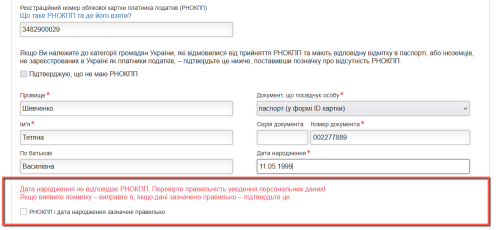 Реєстраційний номер облікової картки платника податків (РНОКПП)
Що таке РНОКПП та де його взяти?
3482900029
Якщо Ви належите до категорії громадян України, які відмовилися від прийняття РНОКПП та мають відповідну відмітку в паспорті, або іноземців,
не зареєстрованих в Україні як платники податків, – підтвердьте це нижче, поставивши позначку про відсутність РНОКПП.
Підтверджую, що не маю РНОКПП
Прізвище *
Документ, що посвідчує особу *
Шевченко
паспорт (у формі ID картки)
Ім'я *
Серія документа Номер документа *
Тетяна
002277889
По батькові
Дата народження *
Василівна
11.05.1999
Дата народження не відповідає РНОКПП. Перевірте правильність уведення персональних даних!
Якщо виявите помилку – виправте її, якщо дані зазначено правильно – підтвердьте це.
РНОКПП і дата народження зазначені правильно